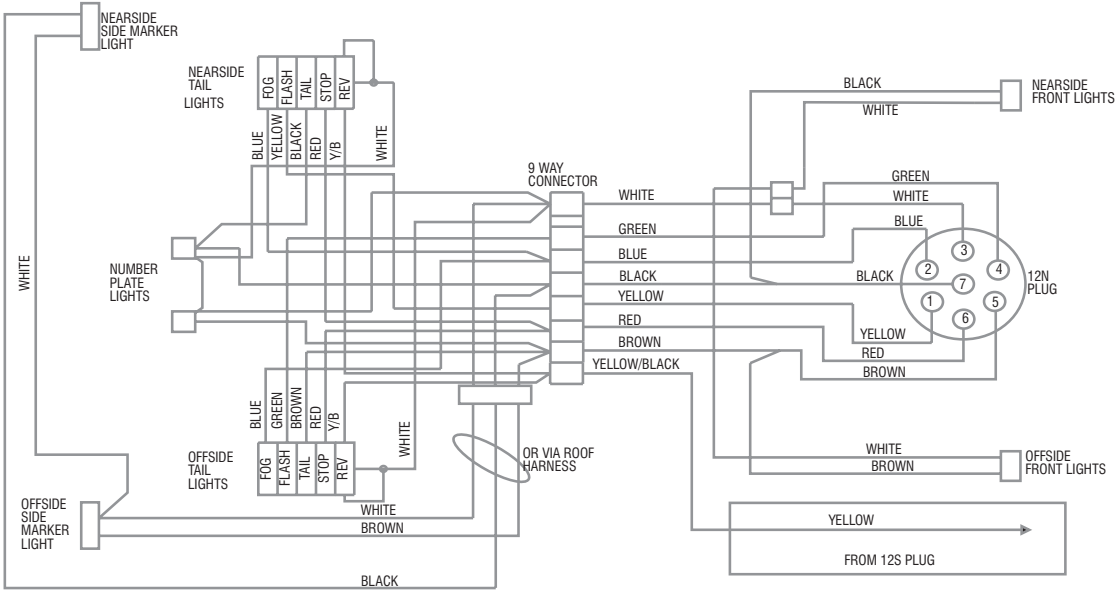 NEARSIDE
SIDE MARKER
LIGHT
NEARSIDE
TAIL
LIGHTS
FOG
FLASH
TAIL
STOP
REV
BLUE
YELLOW
BLACK
RED
Y/B
WHITE
BLACK
WHITE
NEARSIDE
FRONT LIGHTS
9 WAY
CONNECTOR
WHITE
GREEN
WHITE
GREEN
BLUE
BLUE
BLACK
BLACK
YELLOW
YELLOW
RED
RED
BROWN
BROWN
YELLOW/BLACK
3
2
4
7
1
5
6
12N
PLUG
WHITE
NUMBER
PLATE
LIGHTS
BLUE
GREEN
BROWN
RED
Y/B
WHITE
OFFSIDE
TAIL
LIGHTS
FOG
FLASH
TAIL
STOP
REV
OR VIA ROOF
HARNESS
WHITE
BROWN
OFFSIDE
FRONT LIGHTS
OFFSIDE
SIDE
MARKER
LIGHT
WHITE
BROWN
BLACK
YELLOW
FROM 12S PLUG